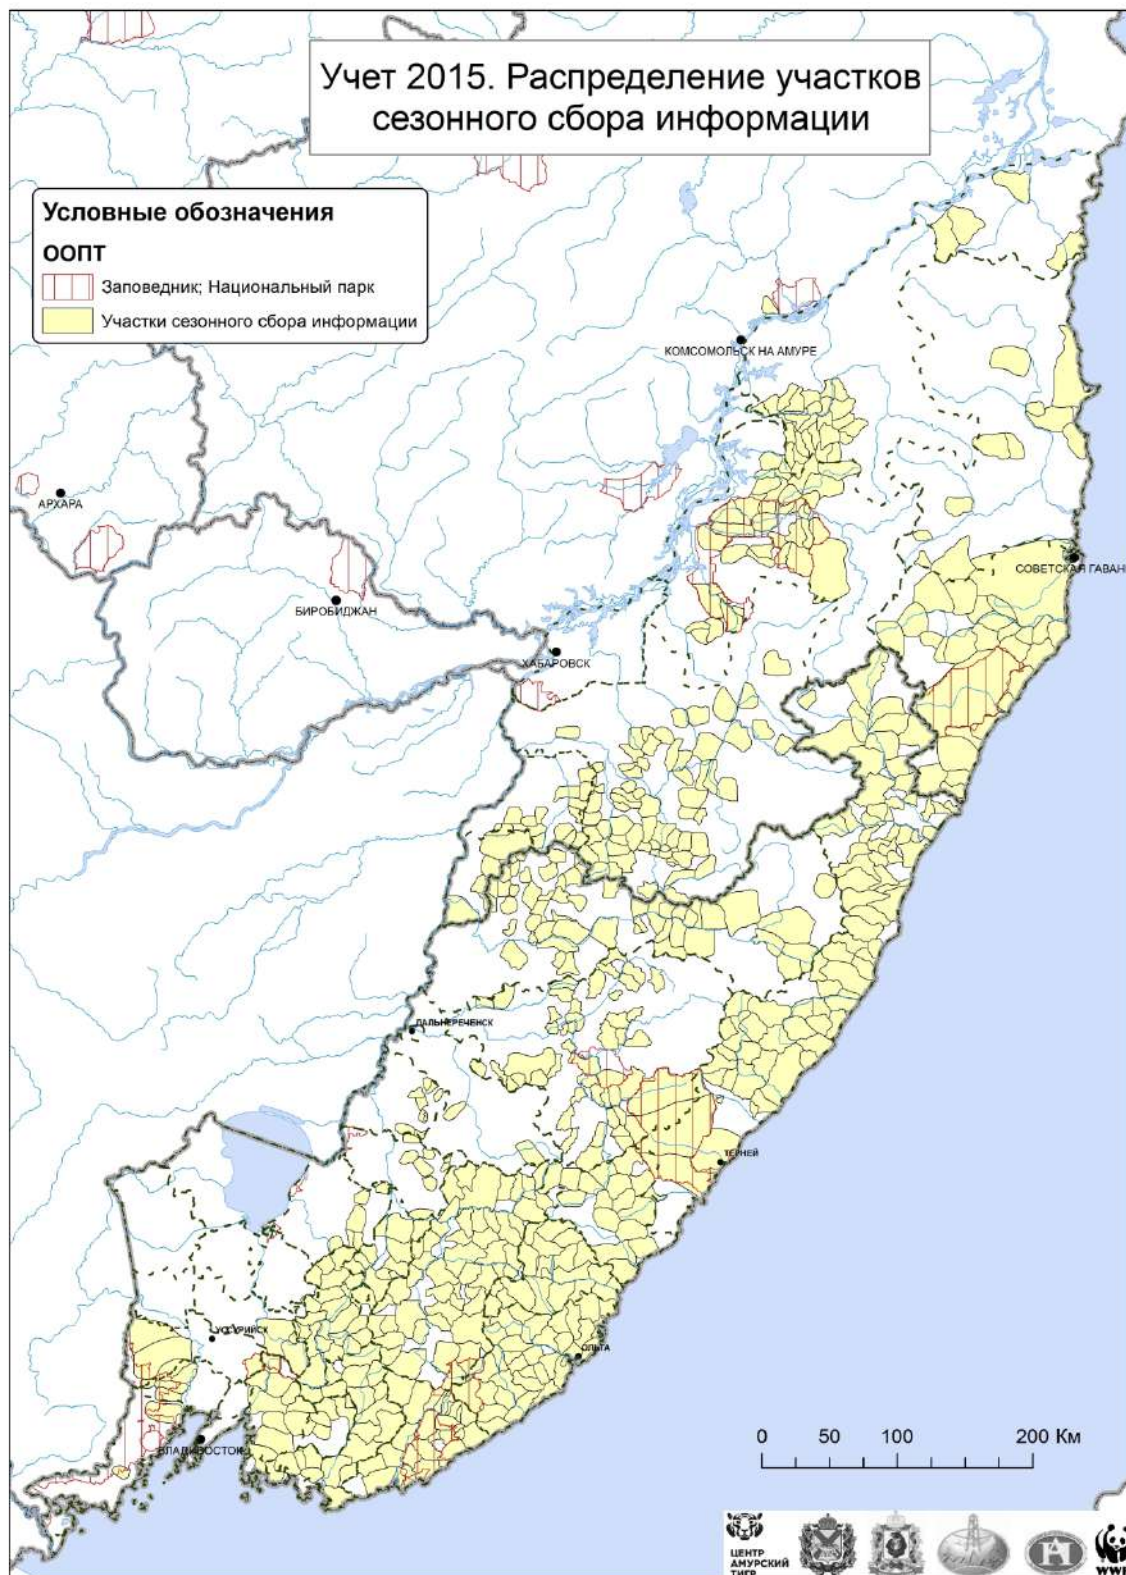 Учет 2015. Распределение участков
сезонного сбора информации
Условные обозначения
ООПТ
Заповедник; Национальный парк
Участки сезонного сбора информации
КОМСОМОЛЬСК НА АМУРЕ
АРХАРА
СОВЕТСКАЯ ГАВАНЬ
БИРОБИДЖАН
ХАБАРОВСК
ДАЛЬНЕРЕЧЕНСК
ТЕРНЕЙ
УССУРИЙСК
ОЛЬГА
ВЛАДИВОСТОК
0 50 100 200 Км
ЦЕНТР
АМУРСКИЙ
ТИГР
WWF